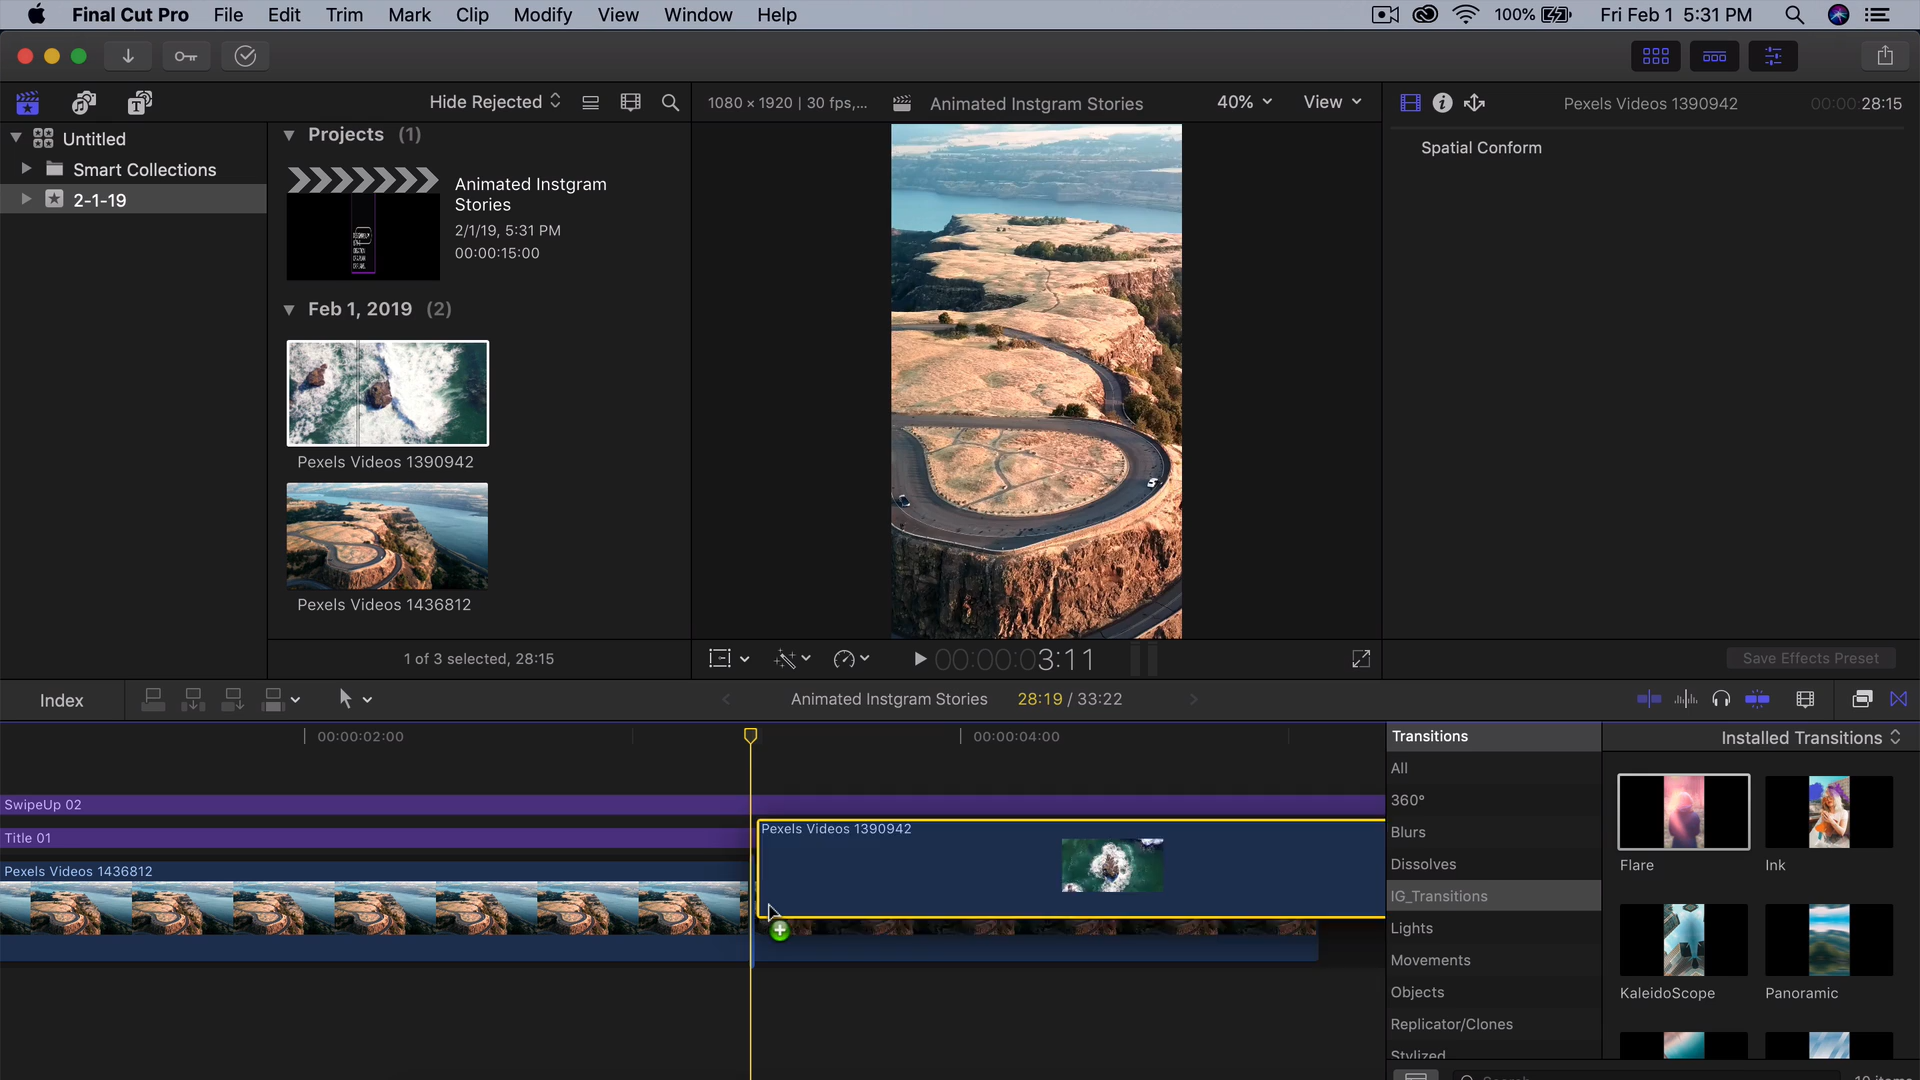 Final Cut Pro File Edit Trim Mark Clip Modify View Window Help 100% Fri Feb 1 5:31 PM
Hide Rejected
1080 × 1920 | 30 fps,...
Animated Instgram Stories
40%
View
Pexels Videos 1390942
00:00:28:15
Untitled
Smart Collections
2-1-19
Projects (1)
Animated Instgram
Stories
2/1/19, 5:31 PM
00:00:15:00
Feb 1, 2019 (2)
Pexels Videos 1390942
Pexels Videos 1436812
1 of 3 selected, 28:15
Spatial Conform
00:00:03:11
Save Effects Preset
Index
Animated Instgram Stories
28:19 / 33:22
00:00:02:00
00:00:04:00
SwipeUp 02
Title 01
Pexels Videos 1436812
Pexels Videos 1390942
Transitions
All
360°
Blurs
Dissolves
IG_Transitions
Lights
Movements
Objects
Replicator/Clones
Stylized
Installed Transitions
Flare
Ink
KaleidoScope
Panoramic